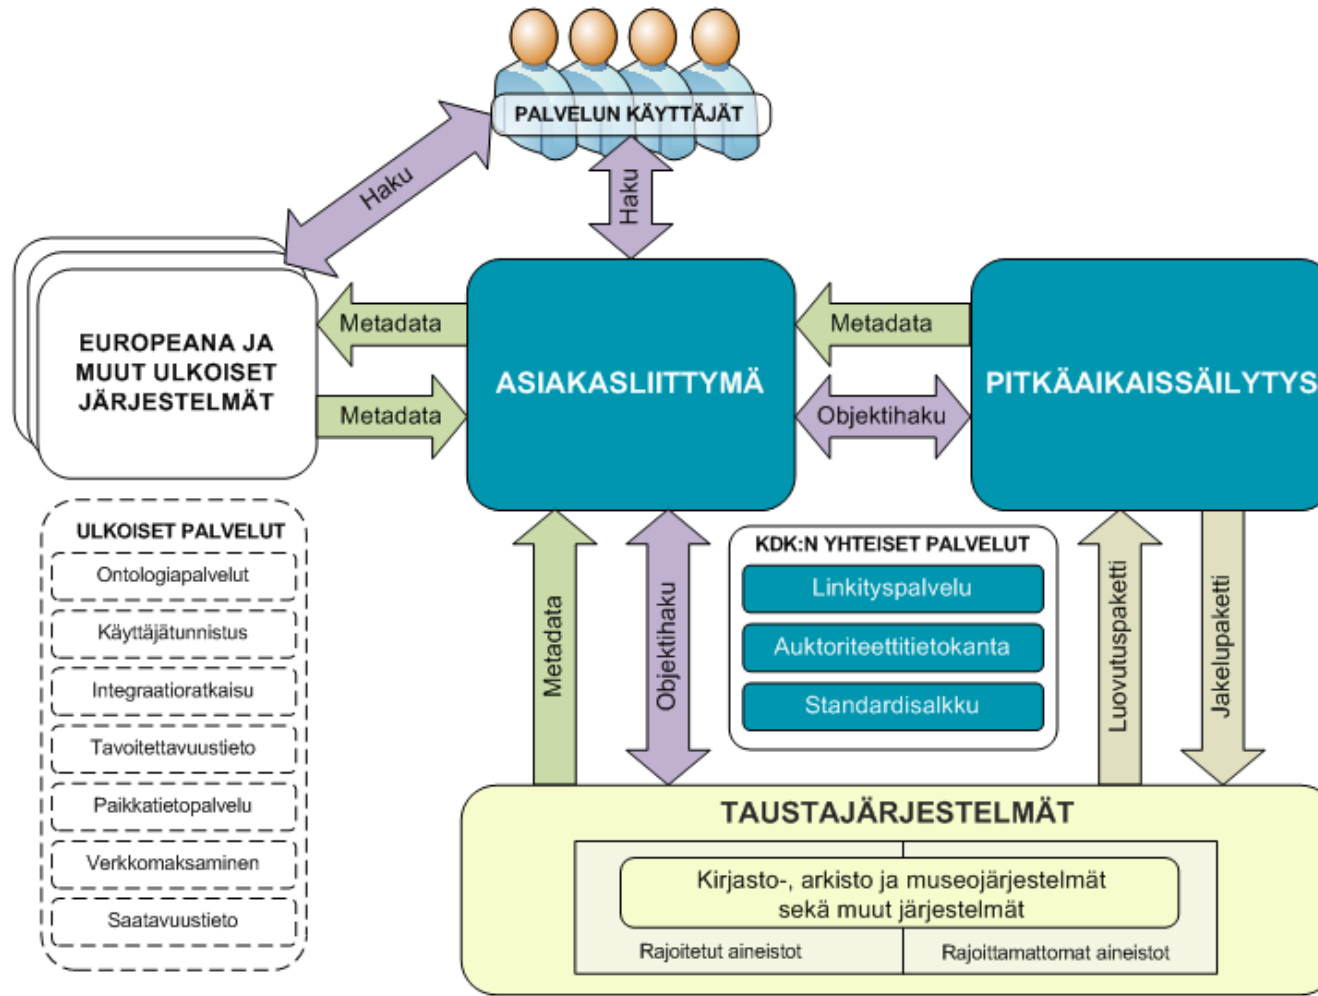 PALVELUN KÄYTTÄJÄT
Haku
Haku
EUROPEANA JA
MUUT ULKOISET
JÄRJESTELMÄT
Metadata
Metadata
ASIAKASLIITTYMÄ
Metadata
Objektihaku
PITKÄAIKAISSÄILYTYS
ULKOISET PALVELUT
Ontologiapalvelut
Käyttäjätunnistus
Integraatioratkaisu
Tavoitettavuustieto
Paikkatietopalvelu
Verkkomaksaminen
Saatavuustieto
Metadata
Objektihaku
KDK:N YHTEISET PALVELUT
Linkityspalvelu
Auktoriteettitietokanta
Standardisalkku
Luovutuspaketti
Jakelupaketti
TAUSTAJÄRJESTELMÄT
Kirjasto-, arkisto ja museojärjestelmät
sekä muut järjestelmät
Rajoitetut aineistot
Rajoittamattomat aineistot